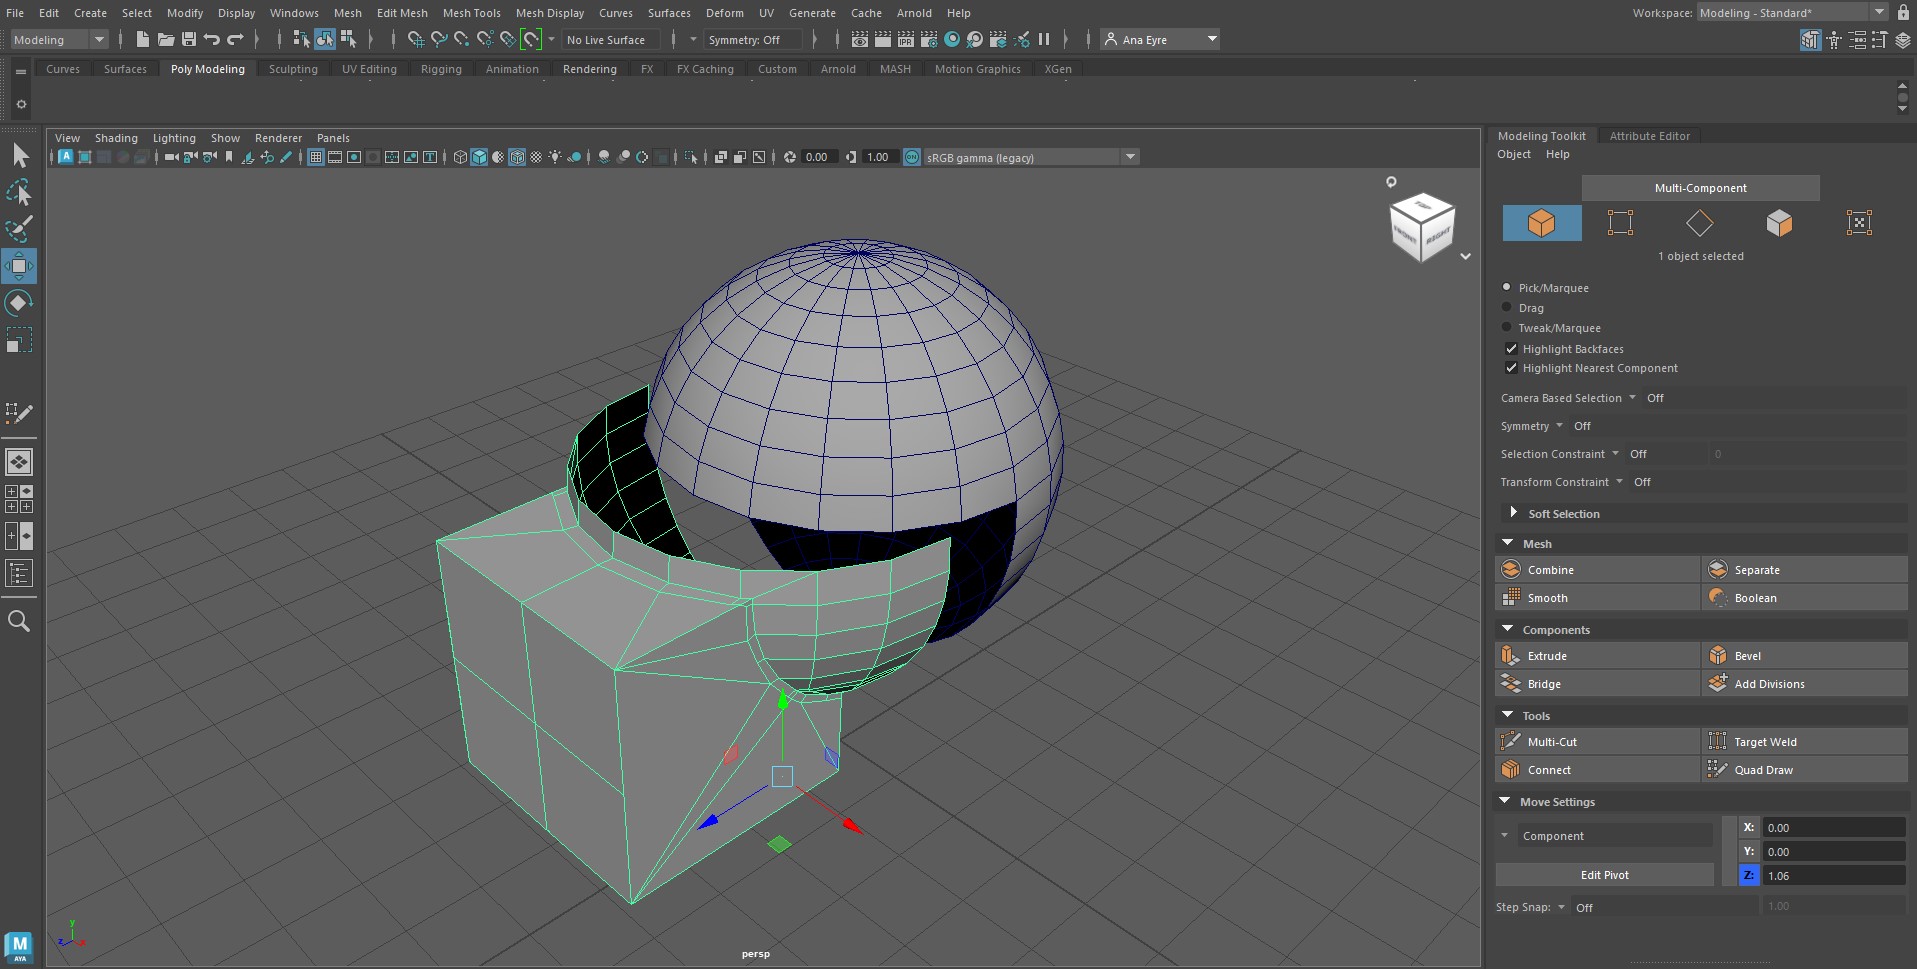 File Edit Create Select Modify Display Windows Mesh Edit Mesh Mesh Tools Mesh Display Curves Surfaces Deform UV Generate Cache Arnold Help Workspace: Modeling - Standard*
Modeling No Live Surface Symmetry: Off IPR Ana Eyre
Curves Surfaces Poly Modeling Sculpting UV Editing Rigging Animation Rendering FX FX Caching Custom Arnold MASH Motion Graphics XGen
View Shading Lighting Show Renderer Panels
A T 0.00 1.00 ON sRGB gamma (legacy)
TOP
FRONT RIGHT
y
z x
persp
M
AYA
Modeling Toolkit Attribute Editor
Object Help
Multi-Component
1 object selected
Pick/Marquee
Drag
Tweak/Marquee
Highlight Backfaces
Highlight Nearest Component
Camera Based Selection Off
Symmetry Off
Selection Constraint Off 0
Transform Constraint Off
Soft Selection
Mesh
Combine Separate
Smooth Boolean
Components
Extrude Bevel
Bridge Add Divisions
Tools
Multi-Cut Target Weld
Connect Quad Draw
Move Settings
Component X: 0.00
Y: 0.00
Edit Pivot Z: 1.06
Step Snap: Off 1.00